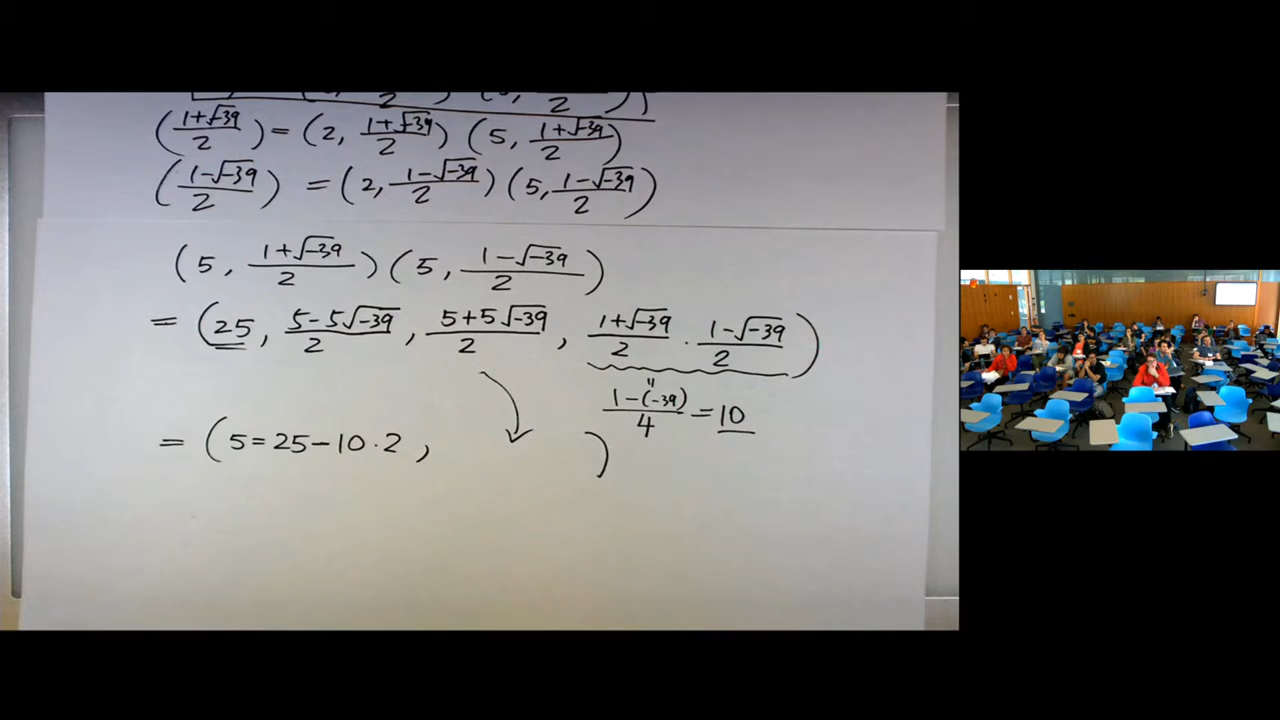 (1+√-39/2) = (2, 1+√-39/2) (5, 1+√-39/2)
(1-√-39/2) = (2, 1-√-39/2) (5, 1-√-39/2)
(5, 1+√-39/2) (5, 1-√-39/2)
= (25, 5-5√-39/2, 5+5√-39/2, 1+√-39/2 · 1-√-39/2)
"
1-(-39)/4 = 10
= (5=25-10·2, )